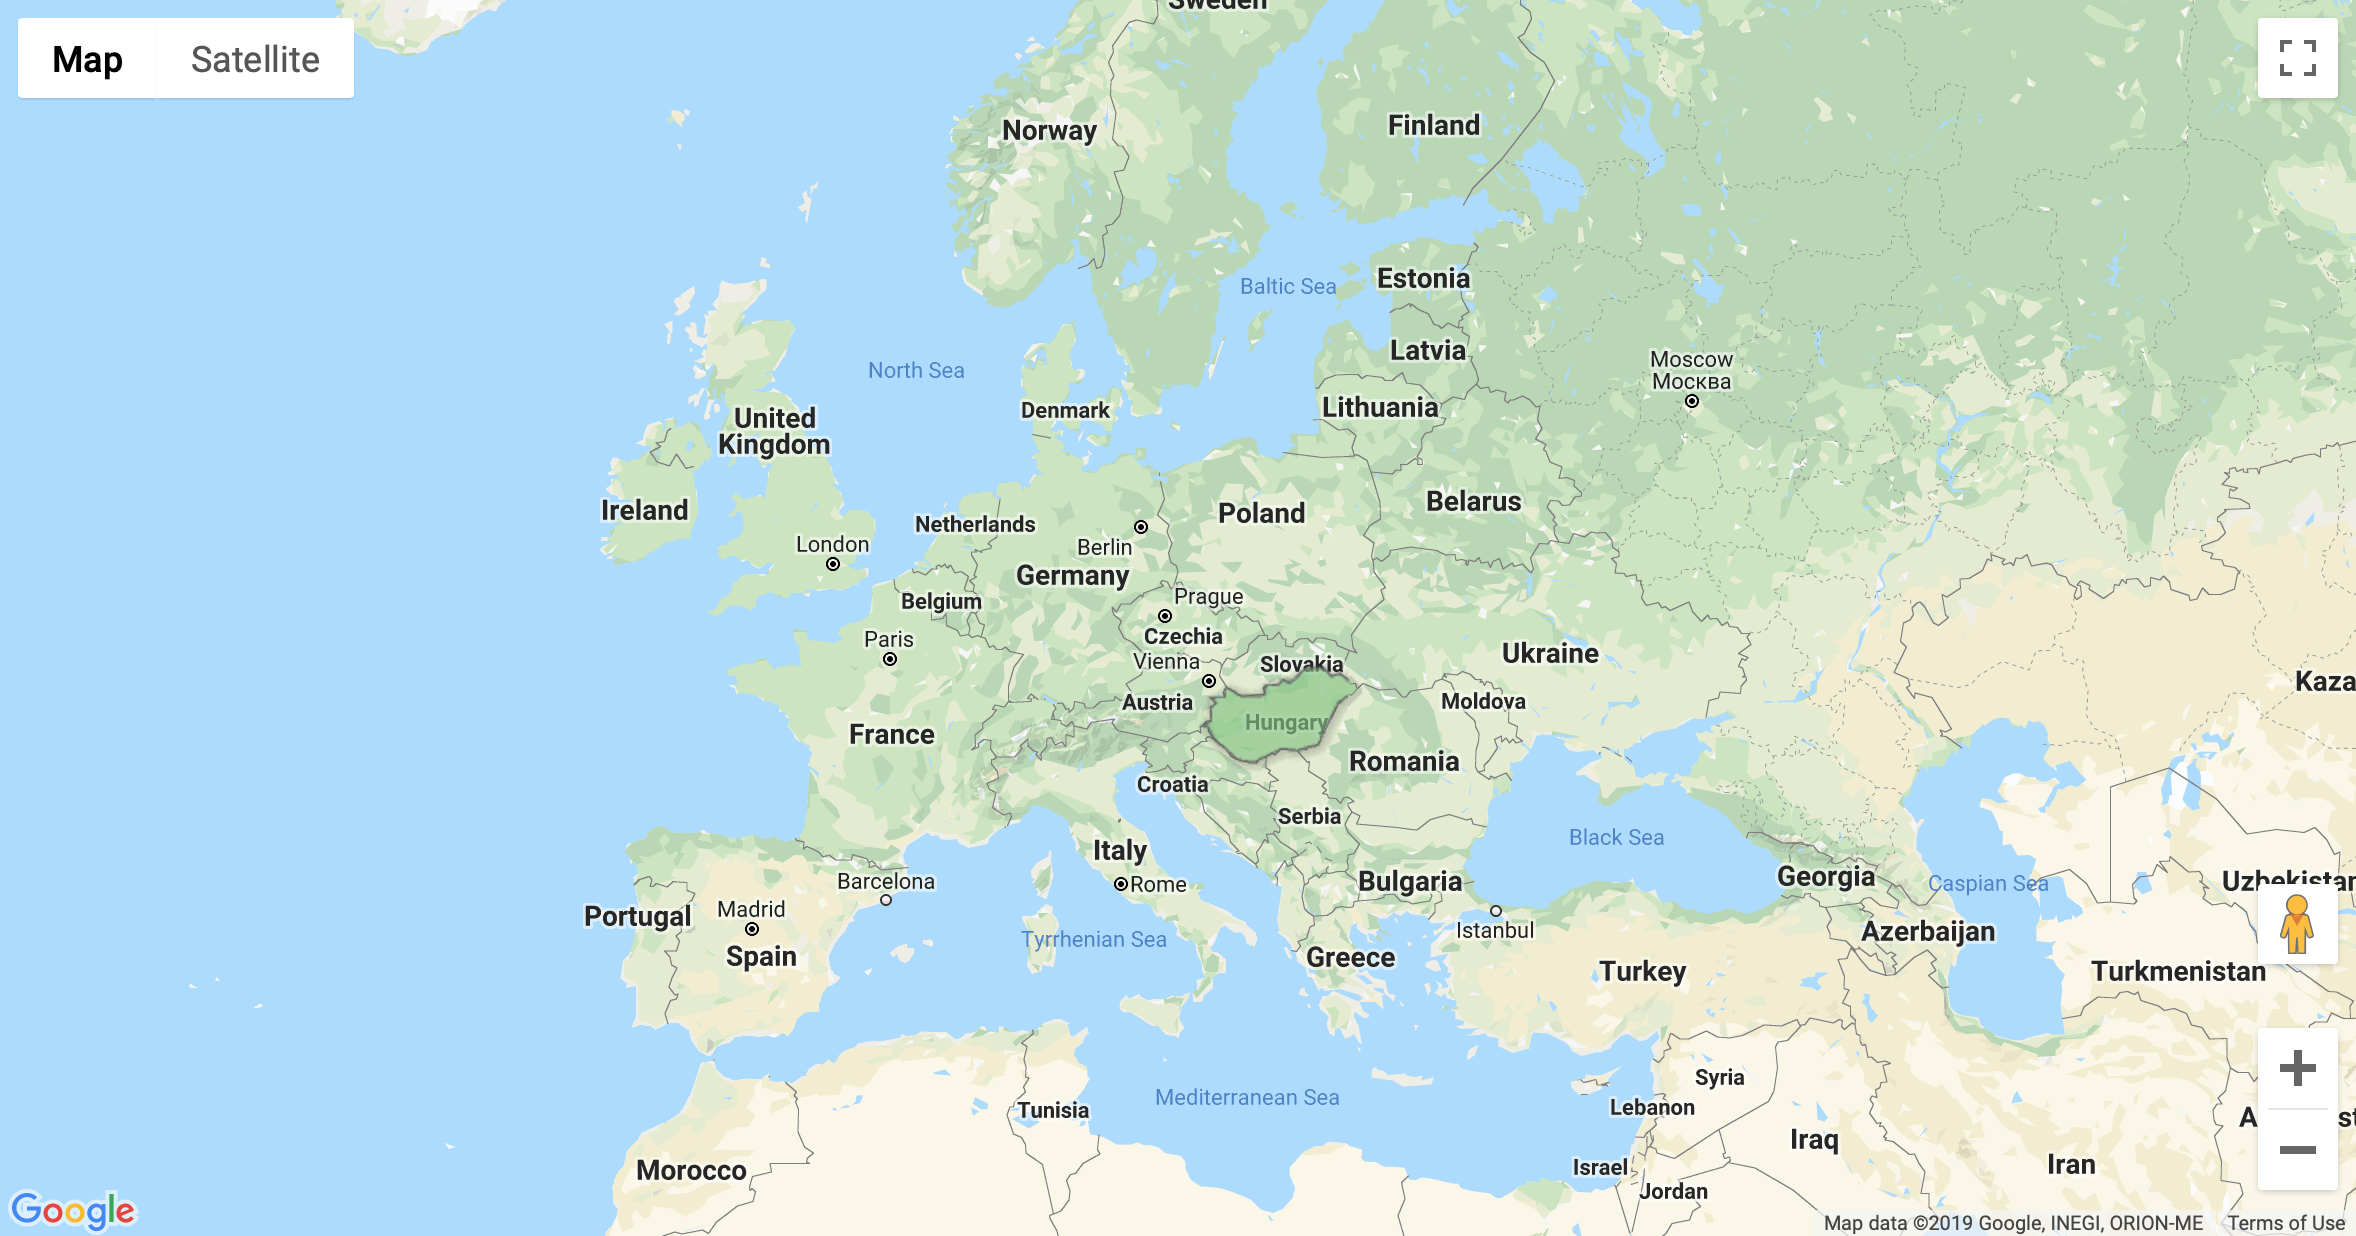 Sweden
Map
Satellite
Norway
Finland
Estonia
Baltic Sea
Latvia
Moscow
Москва
North Sea
Denmark
Lithuania
United
Kingdom
Belarus
Ireland
Poland
Netherlands
London
Berlin
Germany
Belgium
Prague
Czechia
Paris
Vienna
Slovakia
Ukraine
Kaza
Austria
Moldova
Hungary
France
Romania
Croatia
Serbia
Black Sea
Italy
Barcelona
Rome
Bulgaria
Georgia
Caspian Sea
Uzbekistan
Portugal
Madrid
Istanbul
Azerbaijan
Tyrrhenian Sea
Spain
Greece
Turkey
Turkmenistan
Syria
Mediterranean Sea
Lebanon
Tunisia
A
st
Iraq
Morocco
Israel
Iran
Jordan
Google
Map data ©2019 Google, INEGI, ORION-ME
Terms of Use